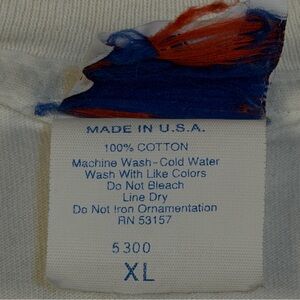 MADE IN U.S.A.
100% COTTON
Machine Wash-Cold Water
Wash With Like Colors
Do Not Bleach
Line Dry
Do Not Iron Ornamentation
RN 53157
5300
XL